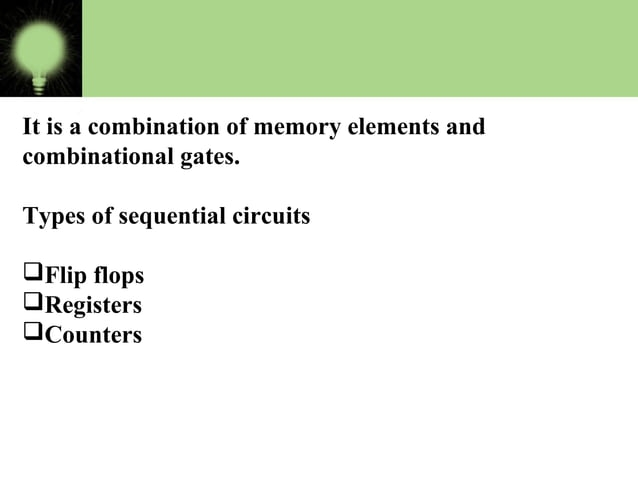 It is a combination of memory elements and
combinational gates.
Types of sequential circuits
❑Flip flops
❑Registers
❑Counters